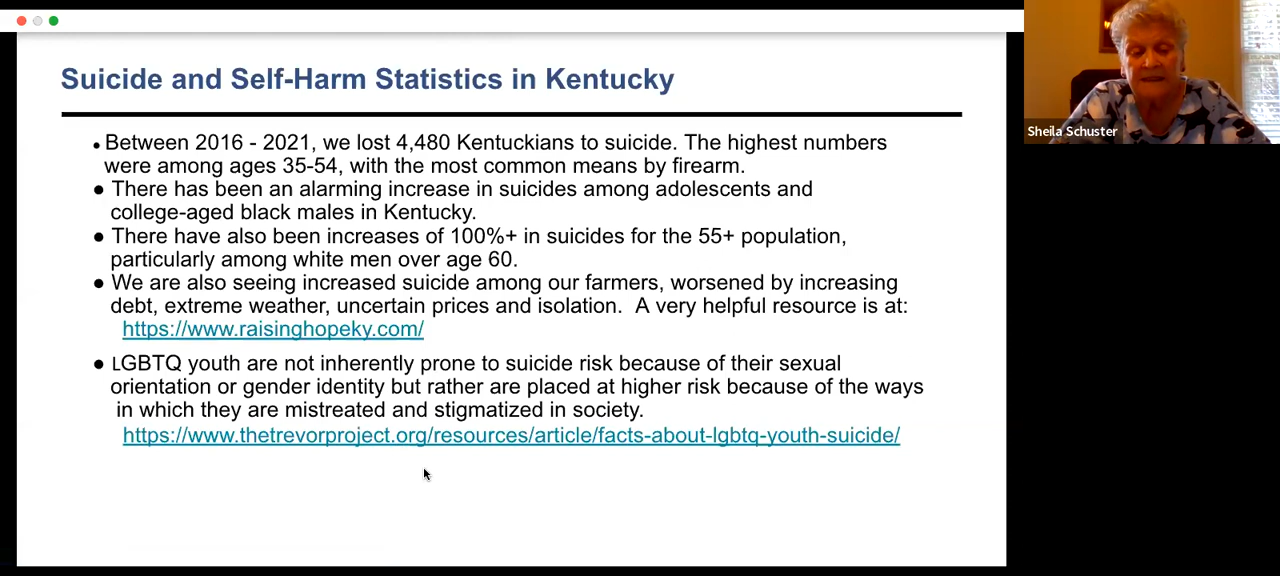 Suicide and Self-Harm Statistics in Kentucky
Sheila Schuster
• Between 2016 - 2021, we lost 4,480 Kentuckians to suicide. The highest numbers
were among ages 35-54, with the most common means by firearm.
● There has been an alarming increase in suicides among adolescents and
college-aged black males in Kentucky.
● There have also been increases of 100%+ in suicides for the 55+ population,
particularly among white men over age 60.
● We are also seeing increased suicide among our farmers, worsened by increasing
debt, extreme weather, uncertain prices and isolation.  A very helpful resource is at:
https://www.raisinghopeky.com/
● LGBTQ youth are not inherently prone to suicide risk because of their sexual
orientation or gender identity but rather are placed at higher risk because of the ways
in which they are mistreated and stigmatized in society.
https://www.thetrevorproject.org/resources/article/facts-about-lgbtq-youth-suicide/